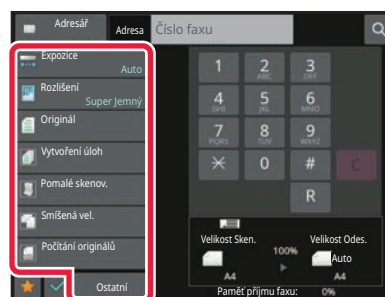 Adresář
Adresa
Číslo faxu
Expozice
Auto
Rozlišení
Super Jemný
Originál
Vytvoření úloh
Pomalé skenov.
Smíšená vel.
Počítání originálů
Ostatní
1
2
ABC
3
DEF
4
GHI
5
JKL
6
MNO
7
PQRS
8
TUV
9
WXYZ
0
#
C
R
Velikost Sken.
100%
Velikost Odes.
Auto
A4
A4
Paměť příjmu faxu:
0%